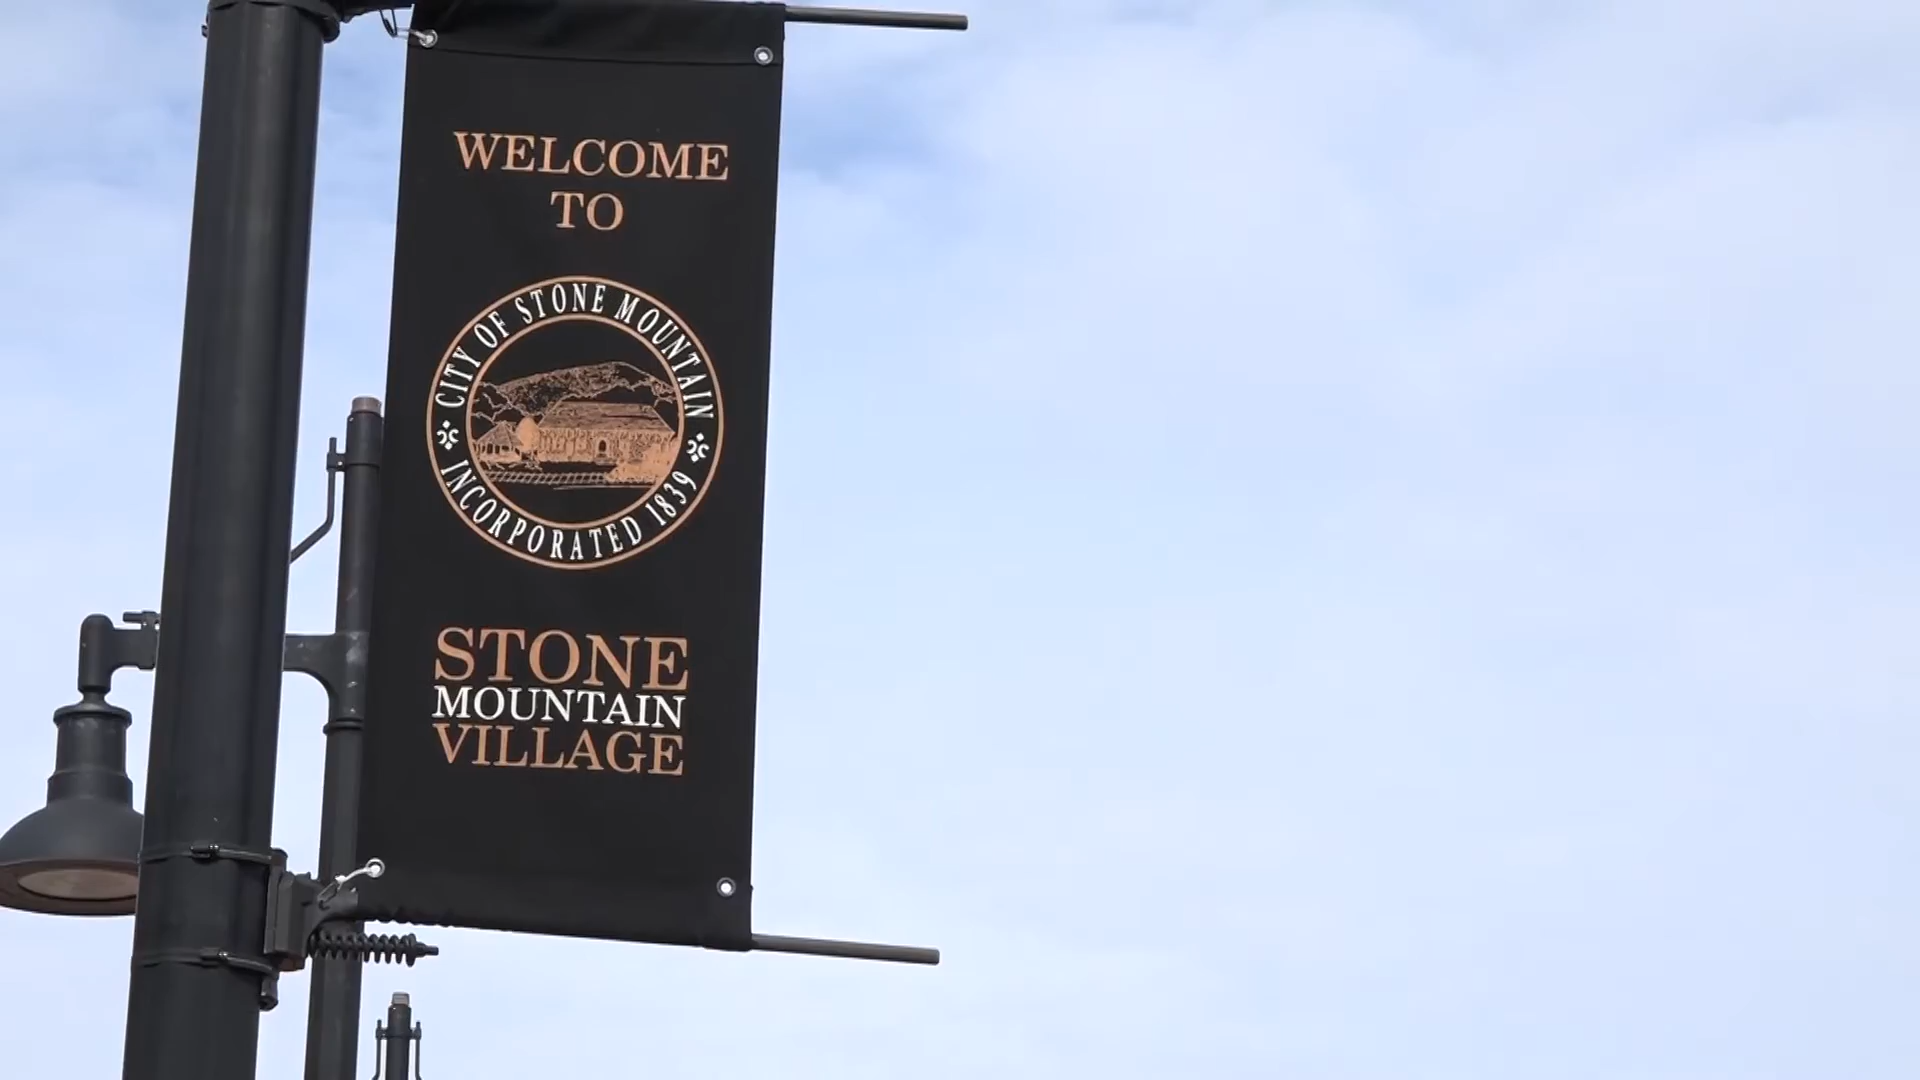 WELCOME
TO
CITY OF STONE MOUNTAIN
INCORPORATED 1839
STONE
MOUNTAIN
VILLAGE